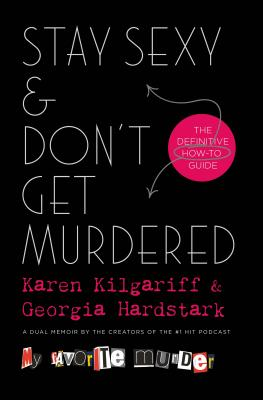 STAY SEXY
&
DON'T
GET
MURDERED
THE
DEFINITIVE
HOW-TO
GUIDE
Karen Kilgariff &
Georgia Hardstark
A DUAL MEMOIR BY THE CREATORS OF THE #1 HIT PODCAST
My FAVORITE MURDER